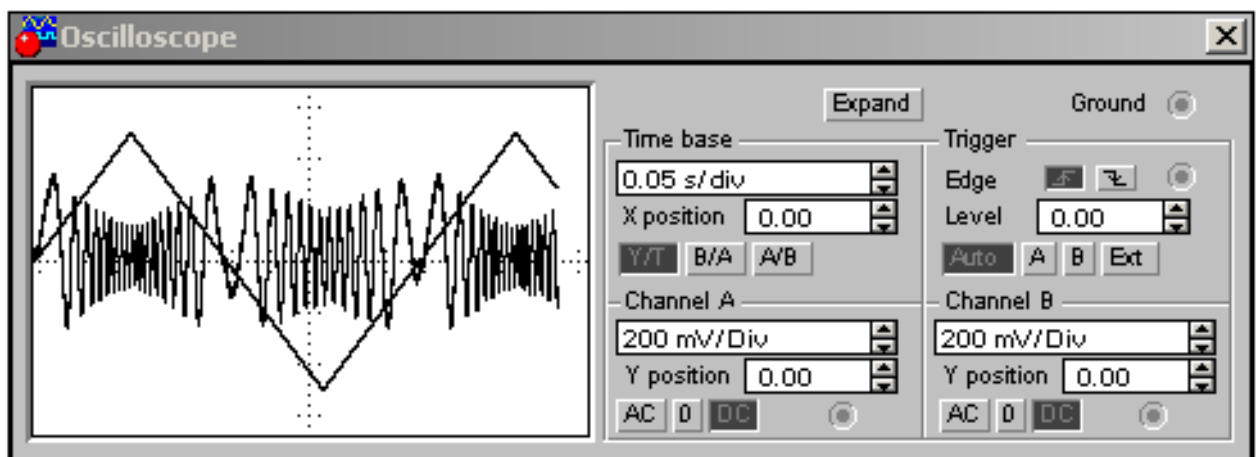 Oscilloscope
Expand
Ground
Time base
0.05 s/div
X position 0.00
Y/T B/A A/B
Trigger
Edge
Level 0.00
Auto A B Ext
Channel A
200 mV/Div
Y position 0.00
AC 0 DC
Channel B
200 mV/Div
Y position 0.00
AC 0 DC